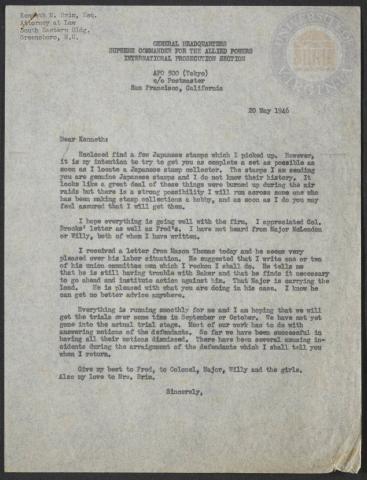 Kenneth M. Brim, Esq.
Attorney at Law
South Eastern Bldg.
Greensboro, N.C.
GENERAL HEADQUARTERS
SUPREME COMMANDER FOR THE ALLIED POWERS
INTERNATIONAL PROSECUTION SECTION
APO 500 (Tokyo)
c/o Postmaster
San Francisco, California
20 May 1946
Dear Kenneth:
Enclosed find a few Japanese stamps which I picked up. However,
it is my intention to try to get you as complete a set as possible as
soon as I locate a Japanese stamp collector. The stamps I am sending
you are genuine Japanese stamps and I do not know their history. It
looks like a great deal of these things were burned up during the air
raids but there is a strong possibility I will run across some one who
has been making stamp collections a hobby, and as soon as I do you may
feel assured that I will get them.
I hope everything is going well with the firm. I appreciated Col.
Brooks' letter as well as Fred's. I have not heard from Major McLendon
or Willy, both of whom I have written.
I received a letter from Mason Thomas today and he seems very
pleased over his labor situation. He suggested that I write one or two
of his union committee men which I reckon I shall do. He tells me
that he is still having trouble with Baker and that he finds it necessary
to go ahead and institute action against him. That Major is carrying the
load. He is pleased with what you are doing in his case. I know he
can get no better advice anywhere.
Everything is running smoothly for me and I am hoping that we will
get the trials over some time in September or October. We have not yet
gone into the actual trial stage. Most of our work has to do with
answering motions of the defendants. So far we have been successful in
having all their motions dismissed. There have been several amusing in-
cidents during the arraignment of the defendants which I shall tell you
when I return.
Give my best to Fred, to Colonel, Major, Willy and the girls.
Also my love to Mrs. Brim.
Sincerely,